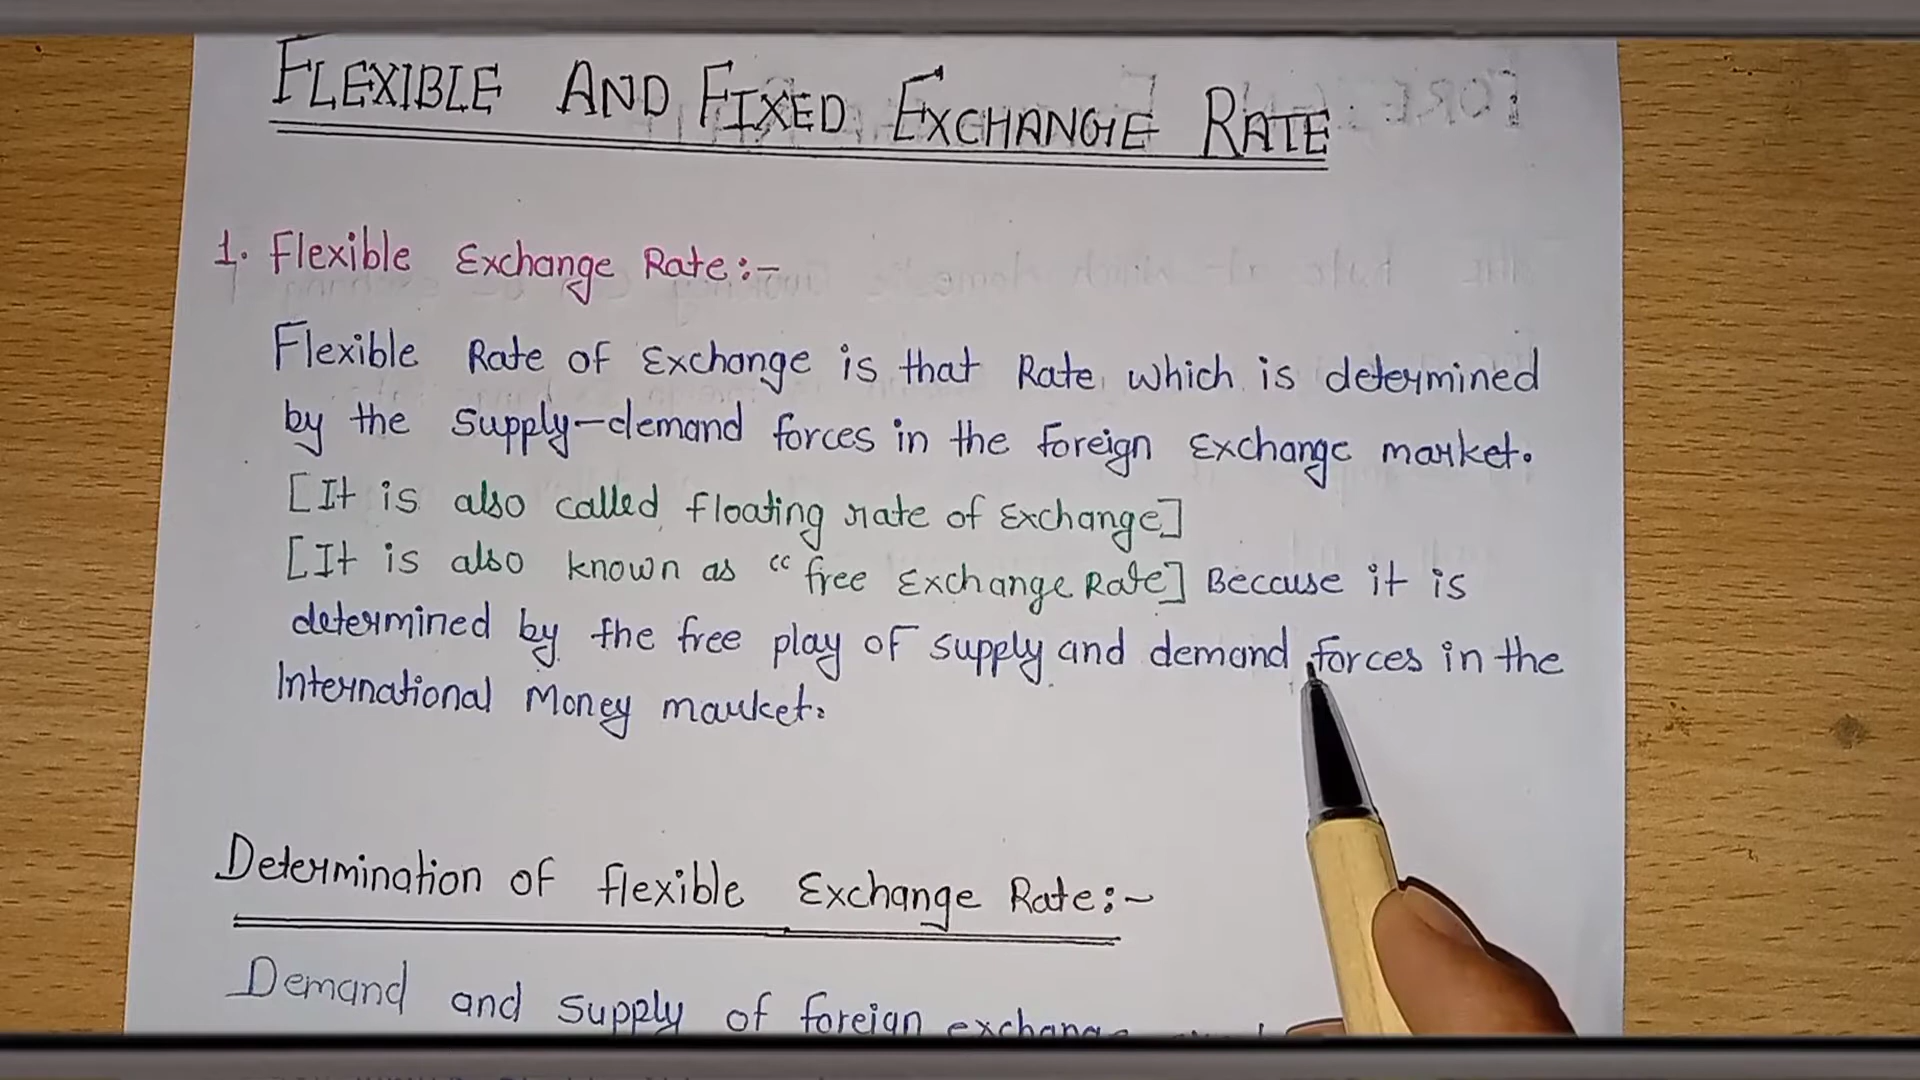 FLEXIBLE AND FIXED EXCHANGE RATE
1. Flexible Exchange Rate:-
Flexible Rate of Exchange is that Rate which is determined
by the supply-demand forces in the foreign Exchange market.
[It is also called floating rate of Exchange]
[It is also known as “free Exchange Rate] Because it is
determined by the free play of supply and demand forces in the
International Money market.
Determination of flexible Exchange Rate:-
Demand and supply of foreign exchange